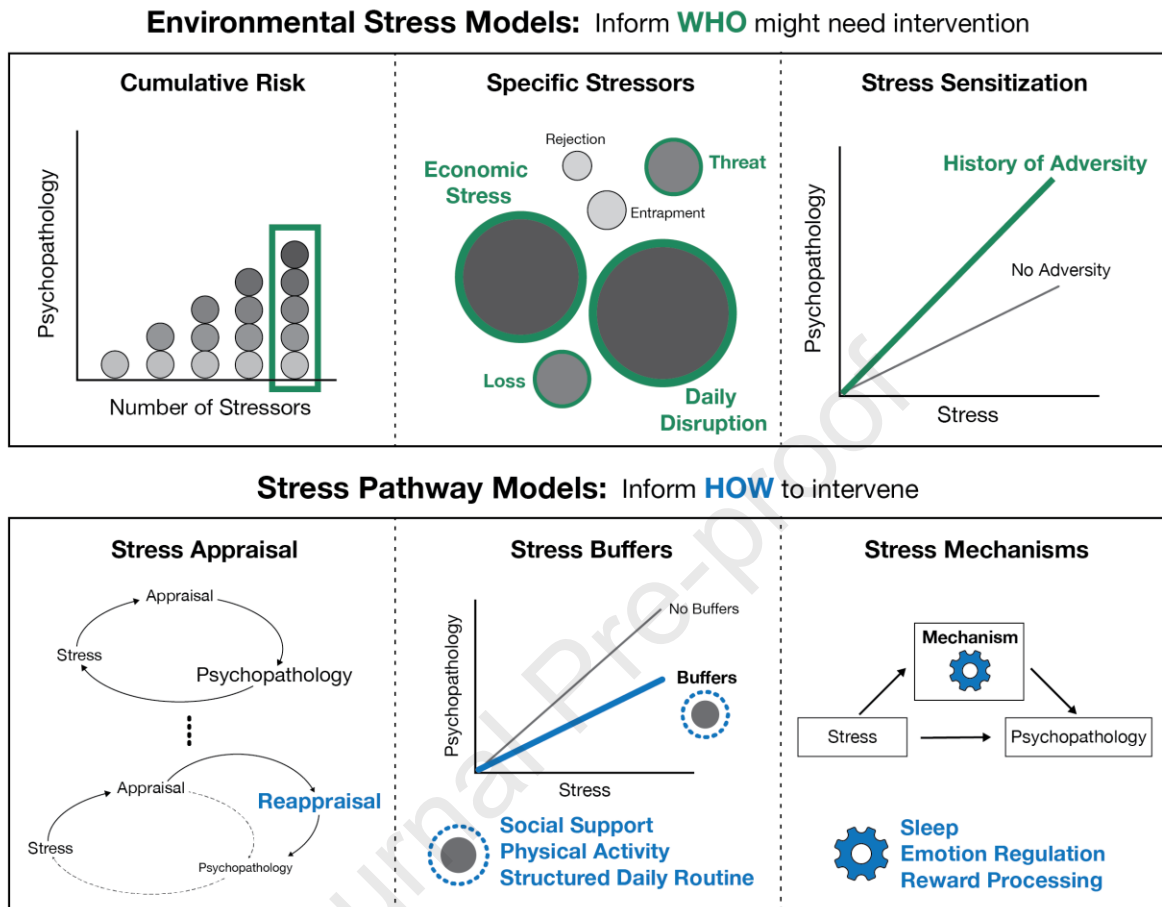 Environmental Stress Models: Inform WHO might need intervention
Cumulative Risk
Psychopathology
Number of Stressors
Specific Stressors
Rejection
Threat
Economic
Stress
Entrapment
Loss
Daily
Disruption
Stress Sensitization
Psychopathology
History of Adversity
No Adversity
Stress
Stress Pathway Models: Inform HOW to intervene
Stress Appraisal
Appraisal
Stress
Psychopathology
Appraisal
Reappraisal
Stress
Psychopathology
Stress Buffers
Psychopathology
No Buffers
Buffers
Stress
Social Support
Physical Activity
Structured Daily Routine
Stress Mechanisms
Mechanism
Stress
Psychopathology
Sleep
Emotion Regulation
Reward Processing
urnal Pre-proof